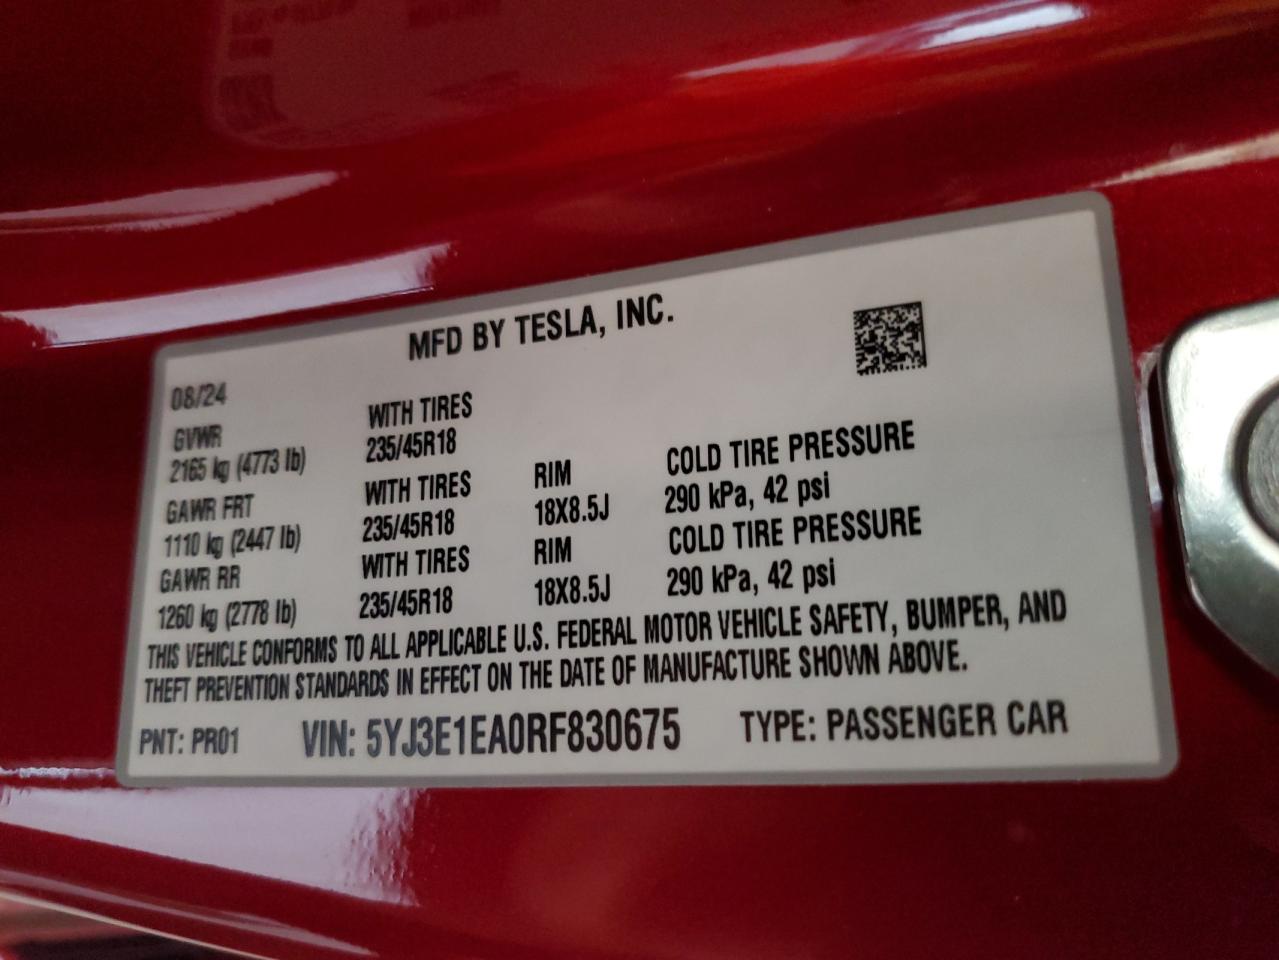 MFD BY TESLA, INC.
08/24
GVWR WITH TIRES
2165 kg (4773 lb) 235/45R18
GAWR FRT WITH TIRES RIM COLD TIRE PRESSURE
1110 kg (2447 lb) 235/45R18 18X8.5J 290 kPa, 42 psi
GAWR RR WITH TIRES RIM COLD TIRE PRESSURE
1260 kg (2778 lb) 235/45R18 18X8.5J 290 kPa, 42 psi
THIS VEHICLE CONFORMS TO ALL APPLICABLE U.S. FEDERAL MOTOR VEHICLE SAFETY, BUMPER, AND
THEFT PREVENTION STANDARDS IN EFFECT ON THE DATE OF MANUFACTURE SHOWN ABOVE.
PNT: PR01 VIN: 5YJ3E1EA0RF830675 TYPE: PASSENGER CAR